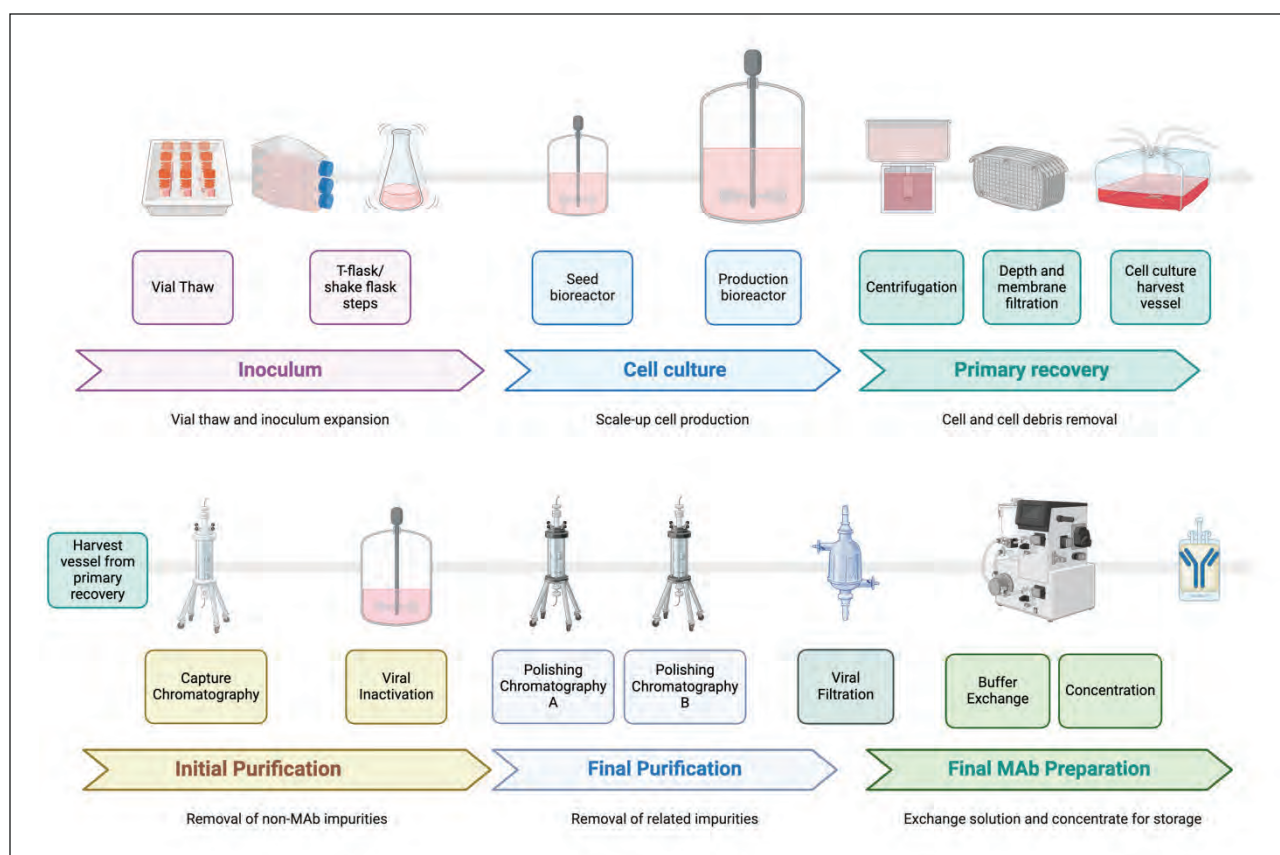 Vial Thaw
T-flask/
shake flask
steps
Seed
bioreactor
Production
bioreactor
Centrifugation
Depth and
membrane
filtration
Cell culture
harvest
vessel
Inoculum
Cell culture
Primary recovery
Vial thaw and inoculum expansion
Scale-up cell production
Cell and cell debris removal
Harvest
vessel from
primary
recovery
Capture
Chromatography
Viral
Inactivation
Polishing
Chromatography
A
Polishing
Chromatography
B
Viral
Filtration
Buffer
Exchange
Concentration
Initial Purification
Final Purification
Final MAb Preparation
Removal of non-MAb impurities
Removal of related impurities
Exchange solution and concentrate for storage